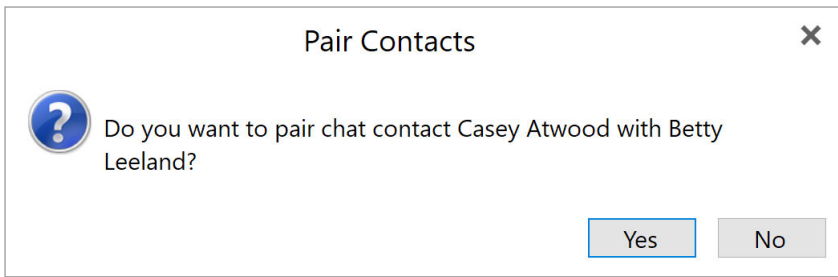 Pair Contacts
Do you want to pair chat contact Casey Atwood with Betty
Leeland?
Yes No